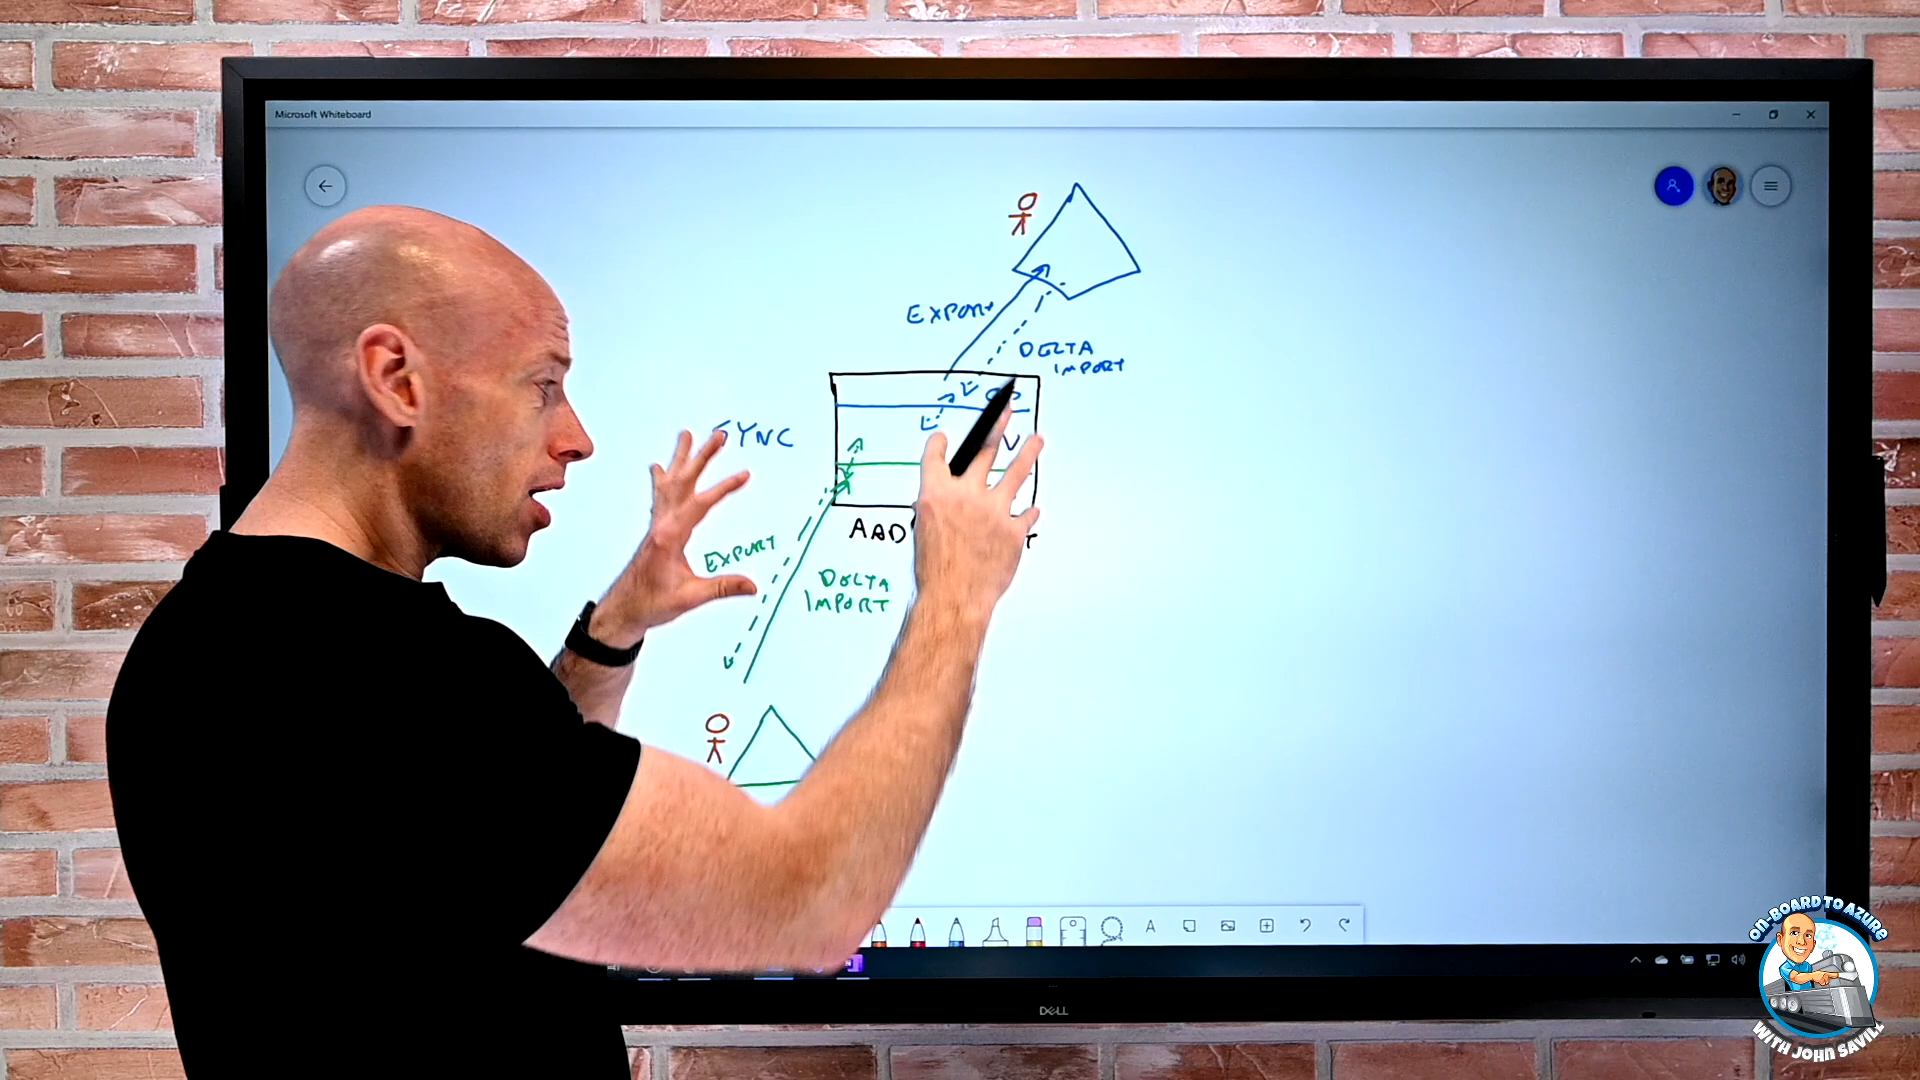 Microsoft Whiteboard
EXPORT
DELTA
IMPORT
SYNC
AAD
EXPORT
DELTA
IMPORT
A
DELL
ON-BOARD TO AZURE
WITH JOHN SAVILL